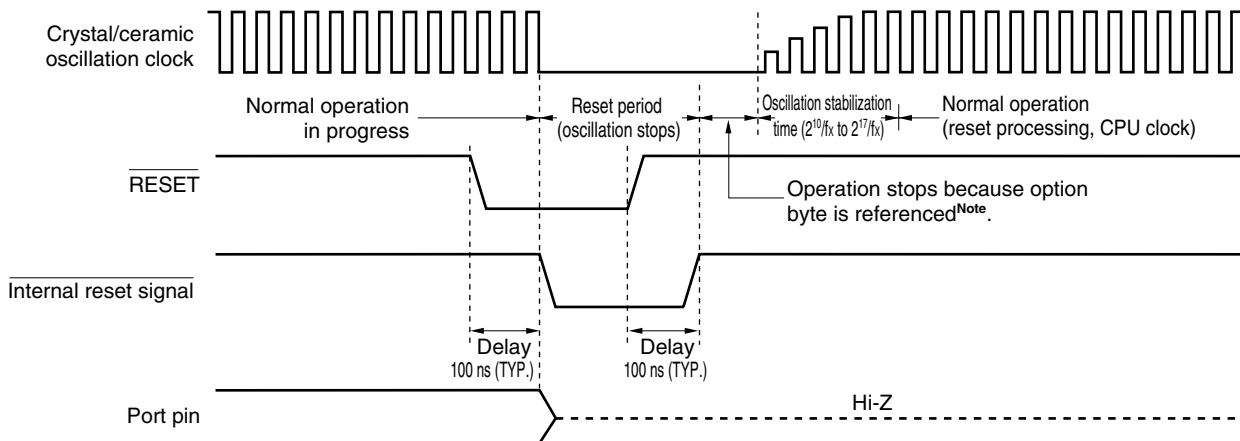 Crystal/ceramic
oscillation clock
Normal operation
in progress
Reset period
(oscillation stops)
Oscillation stabilization
time (2¹⁰/fx to 2¹⁷/fx)
Normal operation
(reset processing, CPU clock)
RESET
Operation stops because option
byte is referencedNote.
Internal reset signal
Delay
100 ns (TYP.)
Delay
100 ns (TYP.)
Port pin
Hi-Z